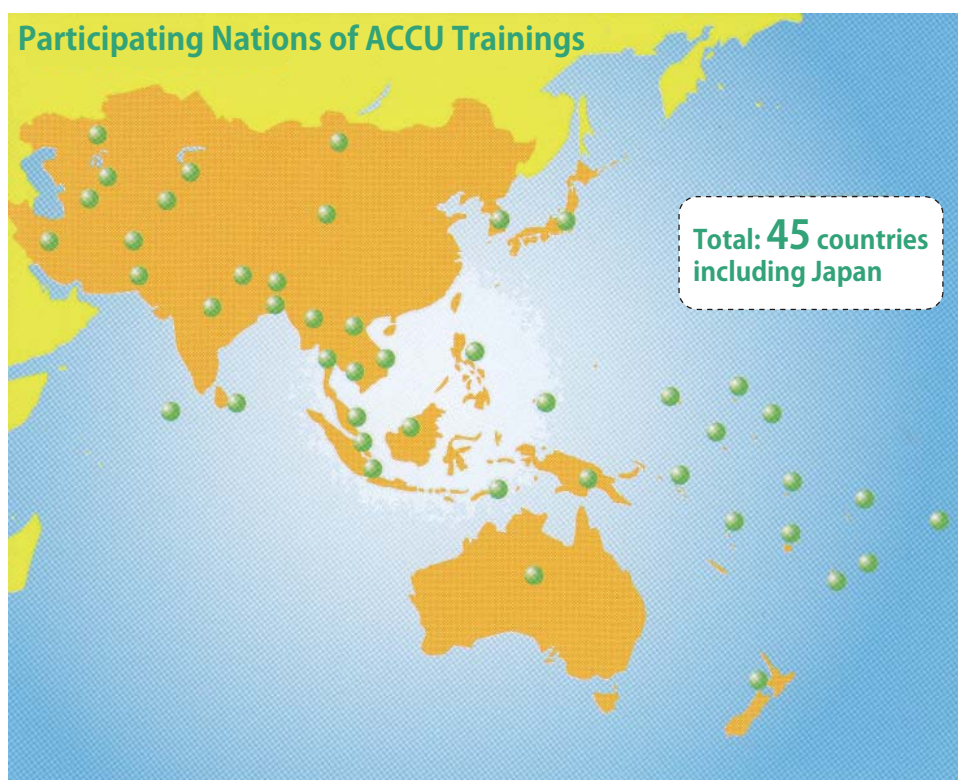 Participating Nations of ACCU Trainings
Total: 45 countries
including Japan